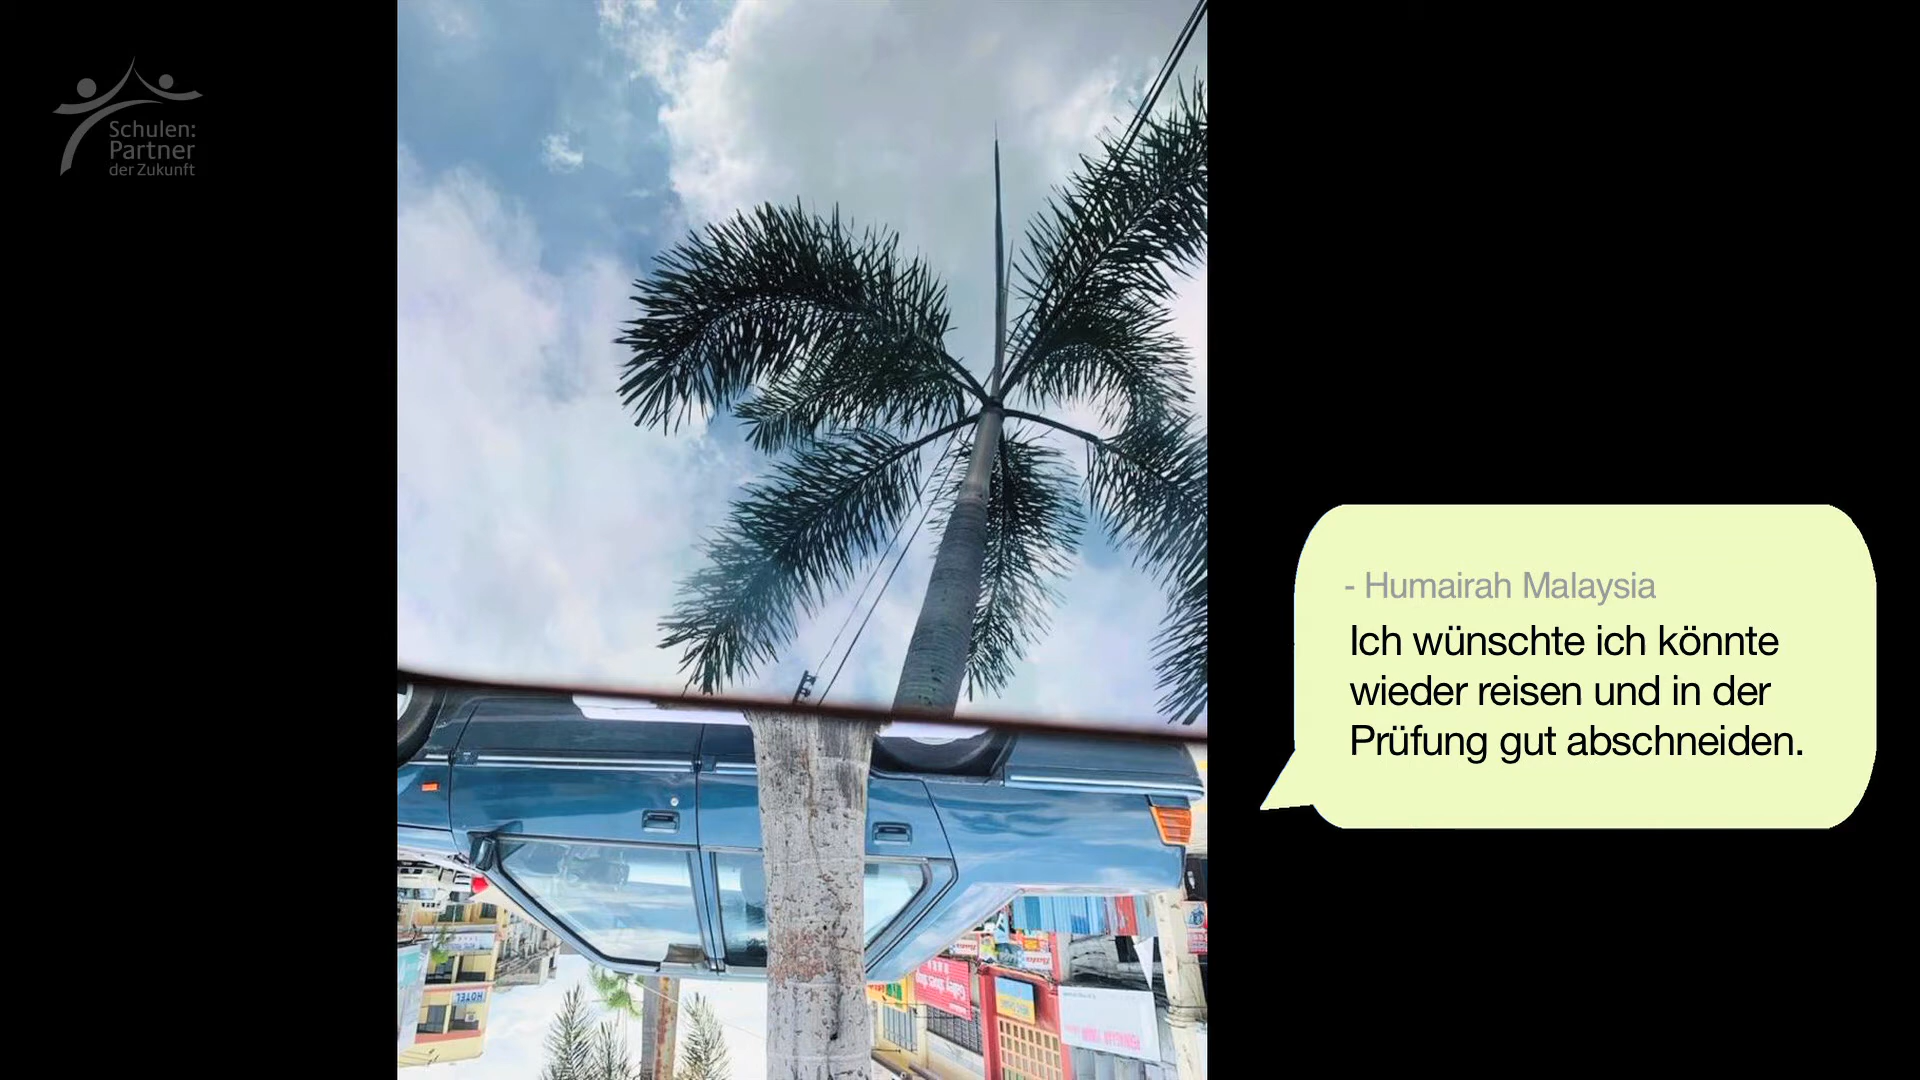 Schulen:
Partner
der Zukunft
- Humairah Malaysia
Ich wünschte ich könnte
wieder reisen und in der
Prüfung gut abschneiden.
HOTEL